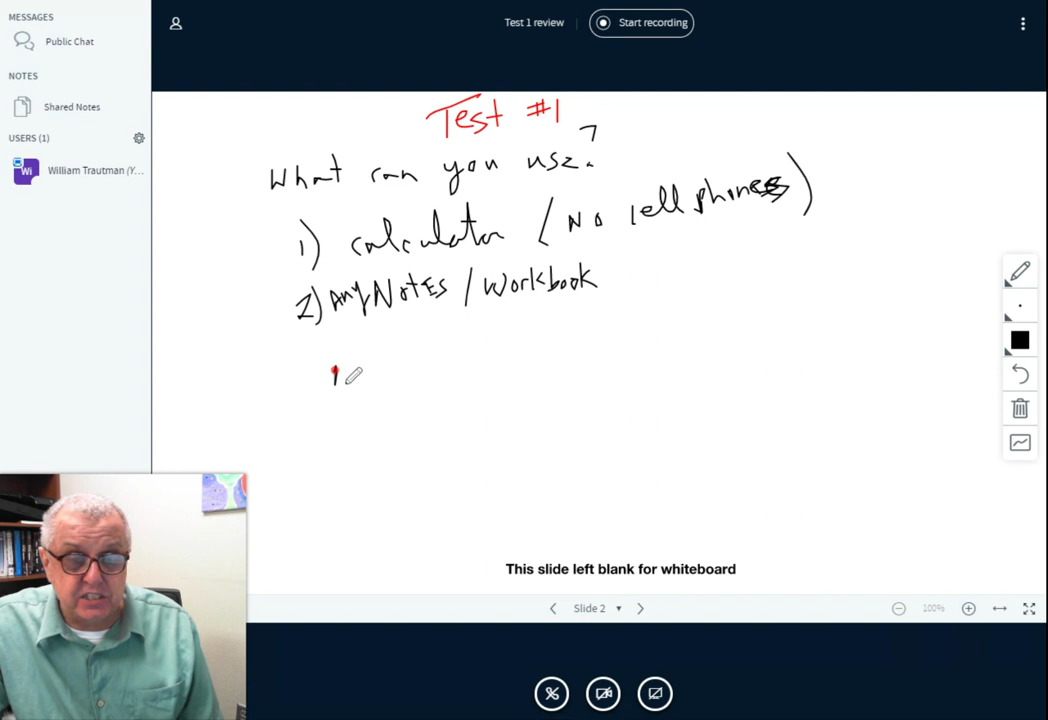 MESSAGES
Public Chat
NOTES
Shared Notes
USERS (1)
Wi William Trautman (Y...
Test 1 review
Start recording
Test #1
What can you use?
1) calculator (No cell phones)
2) Any Notes / Workbook
This slide left blank for whiteboard
Slide 2
100%